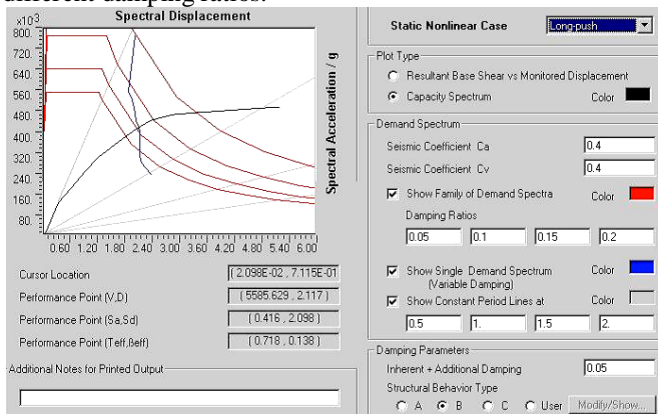 different damping ratios.
Spectral Displacement
x10³
800.
720.
640.
560.
480.
400.
320.
240.
160.
80.
0.60 1.20 1.80 2.40 3.00 3.60 4.20 4.80 5.40 6.00
Spectral Acceleration / g
Cursor Location
( 2.098E-02 , 7.115E-01
Performance Point (V,D)
( 5585.629 , 2.117 )
Performance Point (Sa,Sd)
( 0.416 , 2.098 )
Performance Point (Teff,βeff)
( 0.718 , 0.138 )
Additional Notes for Printed Output
Static Nonlinear Case
Long-push
Plot Type
Resultant Base Shear vs Monitored Displacement
Capacity Spectrum
Color
Demand Spectrum
Seismic Coefficient Ca
0.4
Seismic Coefficient Cv
0.4
Show Family of Demand Spectra
Color
Damping Ratios
0.05 0.1 0.15 0.2
Show Single Demand Spectrum
Color
(Variable Damping)
Show Constant Period Lines at
Color
0.5 1. 1.5 2.
Damping Parameters
Inherent + Additional Damping
0.05
Structural Behavior Type
A B C User Modify/Show...